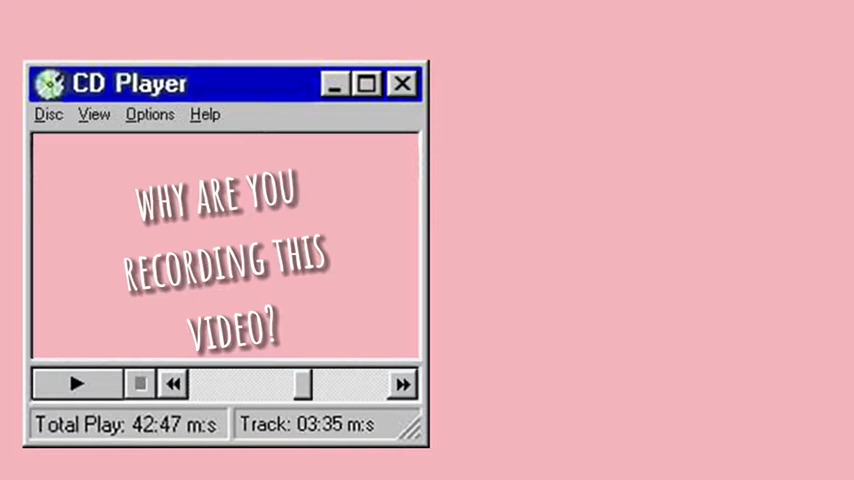 CD Player
Disc View Options Help
WHY ARE YOU
RECORDING THIS
VIDEO?
Total Play: 42:47 m:s Track: 03:35 m:s